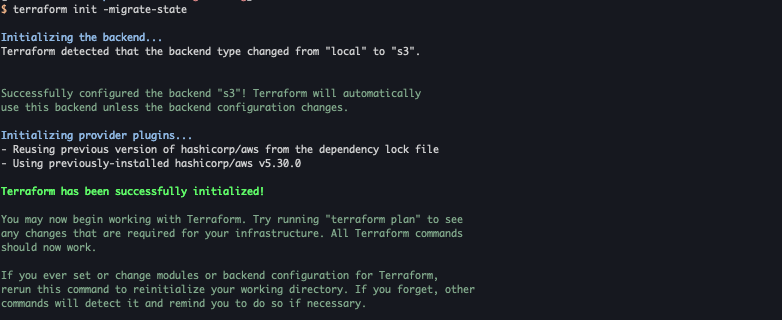 $ terraform init -migrate-state
Initializing the backend...
Terraform detected that the backend type changed from "local" to "s3".
Successfully configured the backend "s3"! Terraform will automatically
use this backend unless the backend configuration changes.
Initializing provider plugins...
- Reusing previous version of hashicorp/aws from the dependency lock file
- Using previously-installed hashicorp/aws v5.30.0
Terraform has been successfully initialized!
You may now begin working with Terraform. Try running "terraform plan" to see
any changes that are required for your infrastructure. All Terraform commands
should now work.
If you ever set or change modules or backend configuration for Terraform,
rerun this command to reinitialize your working directory. If you forget, other
commands will detect it and remind you to do so if necessary.